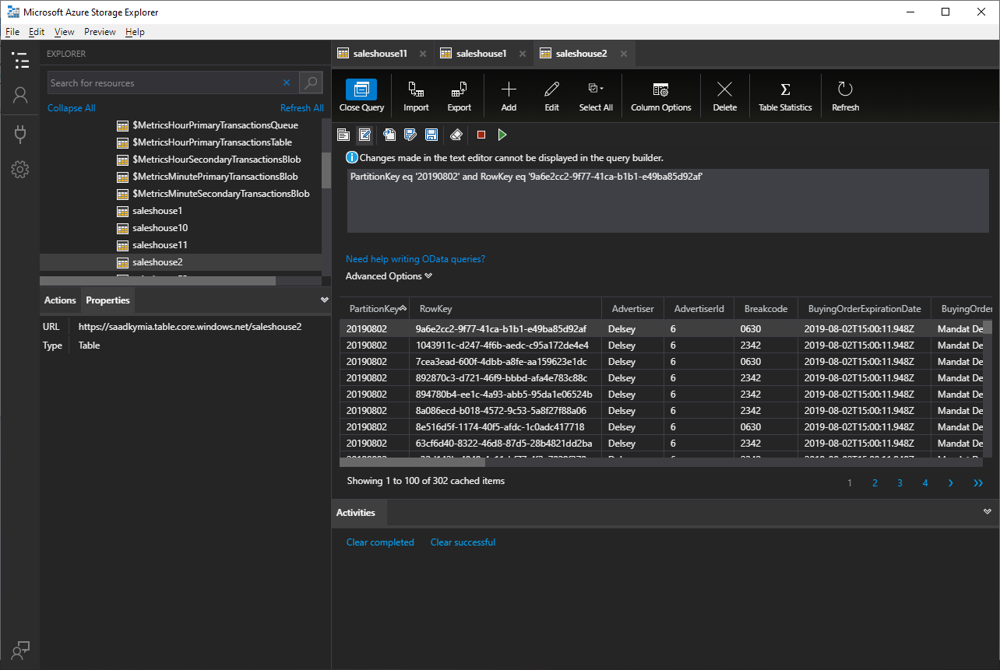 Microsoft Azure Storage Explorer
File Edit View Preview Help
EXPLORER
Search for resources
Collapse All Refresh All
$MetricsHourPrimaryTransactionsQueue
$MetricsHourPrimaryTransactionsTable
$MetricsHourSecondaryTransactionsBlob
$MetricsMinutePrimaryTransactionsBlob
$MetricsMinuteSecondaryTransactionsBlob
saleshouse1
saleshouse10
saleshouse11
saleshouse2
Actions Properties
URL https://saadkymia.table.core.windows.net/saleshouse2
Type Table
saleshouse11 saleshouse1 saleshouse2
Close Query Import Export Add Edit Select All Column Options Delete Table Statistics Refresh
Changes made in the text editor cannot be displayed in the query builder.
PartitionKey eq '20190802' and RowKey eq '9a6e2cc2-9f77-41ca-b1b1-e49ba85d92af'
Need help writing OData queries?
Advanced Options
PartitionKey RowKey Advertiser AdvertiserId Breakcode BuyingOrderExpirationDate BuyingOrder
20190802 9a6e2cc2-9f77-41ca-b1b1-e49ba85d92af Delsey 6 0630 2019-08-02T15:00:11.948Z Mandat De
20190802 1043911c-d247-4f6b-aedc-c95a172de4e4 Delsey 6 2342 2019-08-02T15:00:11.948Z Mandat De
20190802 7cea3ead-600f-4dbb-a8fe-aa159623e1dc Delsey 6 0630 2019-08-02T15:00:11.948Z Mandat De
20190802 892870c3-d721-46f9-bbbd-afa4e783c88c Delsey 6 2342 2019-08-02T15:00:11.948Z Mandat De
20190802 894780b4-ee1c-4a93-abb5-95da1e06524b Delsey 6 2342 2019-08-02T15:00:11.948Z Mandat De
20190802 8a086ecd-b018-4572-9c53-5a8f27f88a06 Delsey 6 2342 2019-08-02T15:00:11.948Z Mandat De
20190802 8e516d5f-1174-40f5-afdc-1c0adc417718 Delsey 6 0630 2019-08-02T15:00:11.948Z Mandat De
20190802 63cf6d40-8322-46d8-87d5-28b4821dd2ba Delsey 6 2342 2019-08-02T15:00:11.948Z Mandat De
Showing 1 to 100 of 302 cached items
1 2 3 4
Activities
Clear completed Clear successful